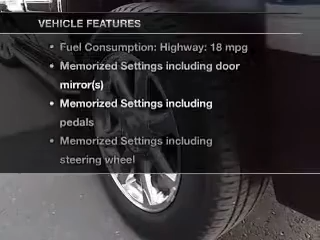 VEHICLE FEATURES
• Fuel Consumption: Highway: 18 mpg
• Memorized Settings including door
mirror(s)
• Memorized Settings including
pedals
• Memorized Settings including
steering wheel